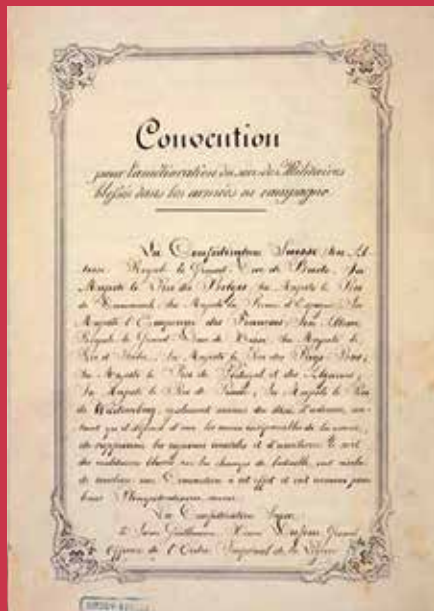 Convention
pour l'amélioration du sort des Militaires
blessés dans les armées en campagne
La Confédération Suisse, Son Al-
tesse Royale le Grand Duc de Bade, Sa
Majesté le Roi des Belges, Sa Majesté le Roi
de Danemark, Sa Majesté la Reine d'Espagne, Sa
Majesté l'Empereur des Français, Son Altesse
Royale le Grand Duc de Hesse, Sa Majesté le
Roi d'Italie, Sa Majesté le Roi des Pays-Bas,
Sa Majesté le Roi de Portugal et des Algarves,
Sa Majesté le Roi de Prusse, Sa Majesté le Roi
de Würtemberg, également animés du désir d'adoucir, au-
tant qu'il dépend d'eux, les maux de la guerre,
de supprimer les rigueurs inutiles et d'améliorer le sort
des militaires blessés sur les champs de bataille, ont résolu
de conclure une Convention à cet effet et ont nommé pour
leurs Plénipotentiaires, savoir:
La Confédération Suisse
le Sieur Guillaume Henri Dufour, Grand
Officier de l'Ordre Impérial de la Légion